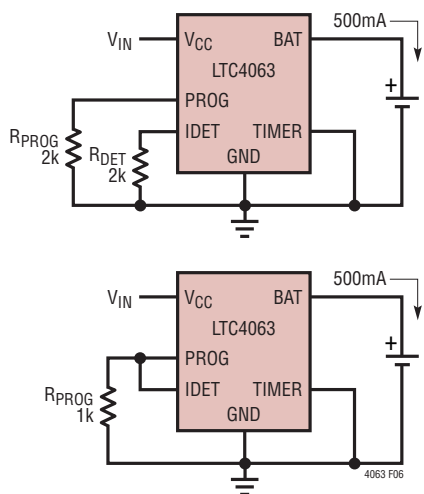 500mA
VIN
VCC
BAT
LTC4063
+
PROG
RPROG
2k
IDET
TIMER
RDET
2k
GND
500mA
VIN
VCC
BAT
LTC4063
+
PROG
IDET
TIMER
RPROG
1k
GND
4063 F06